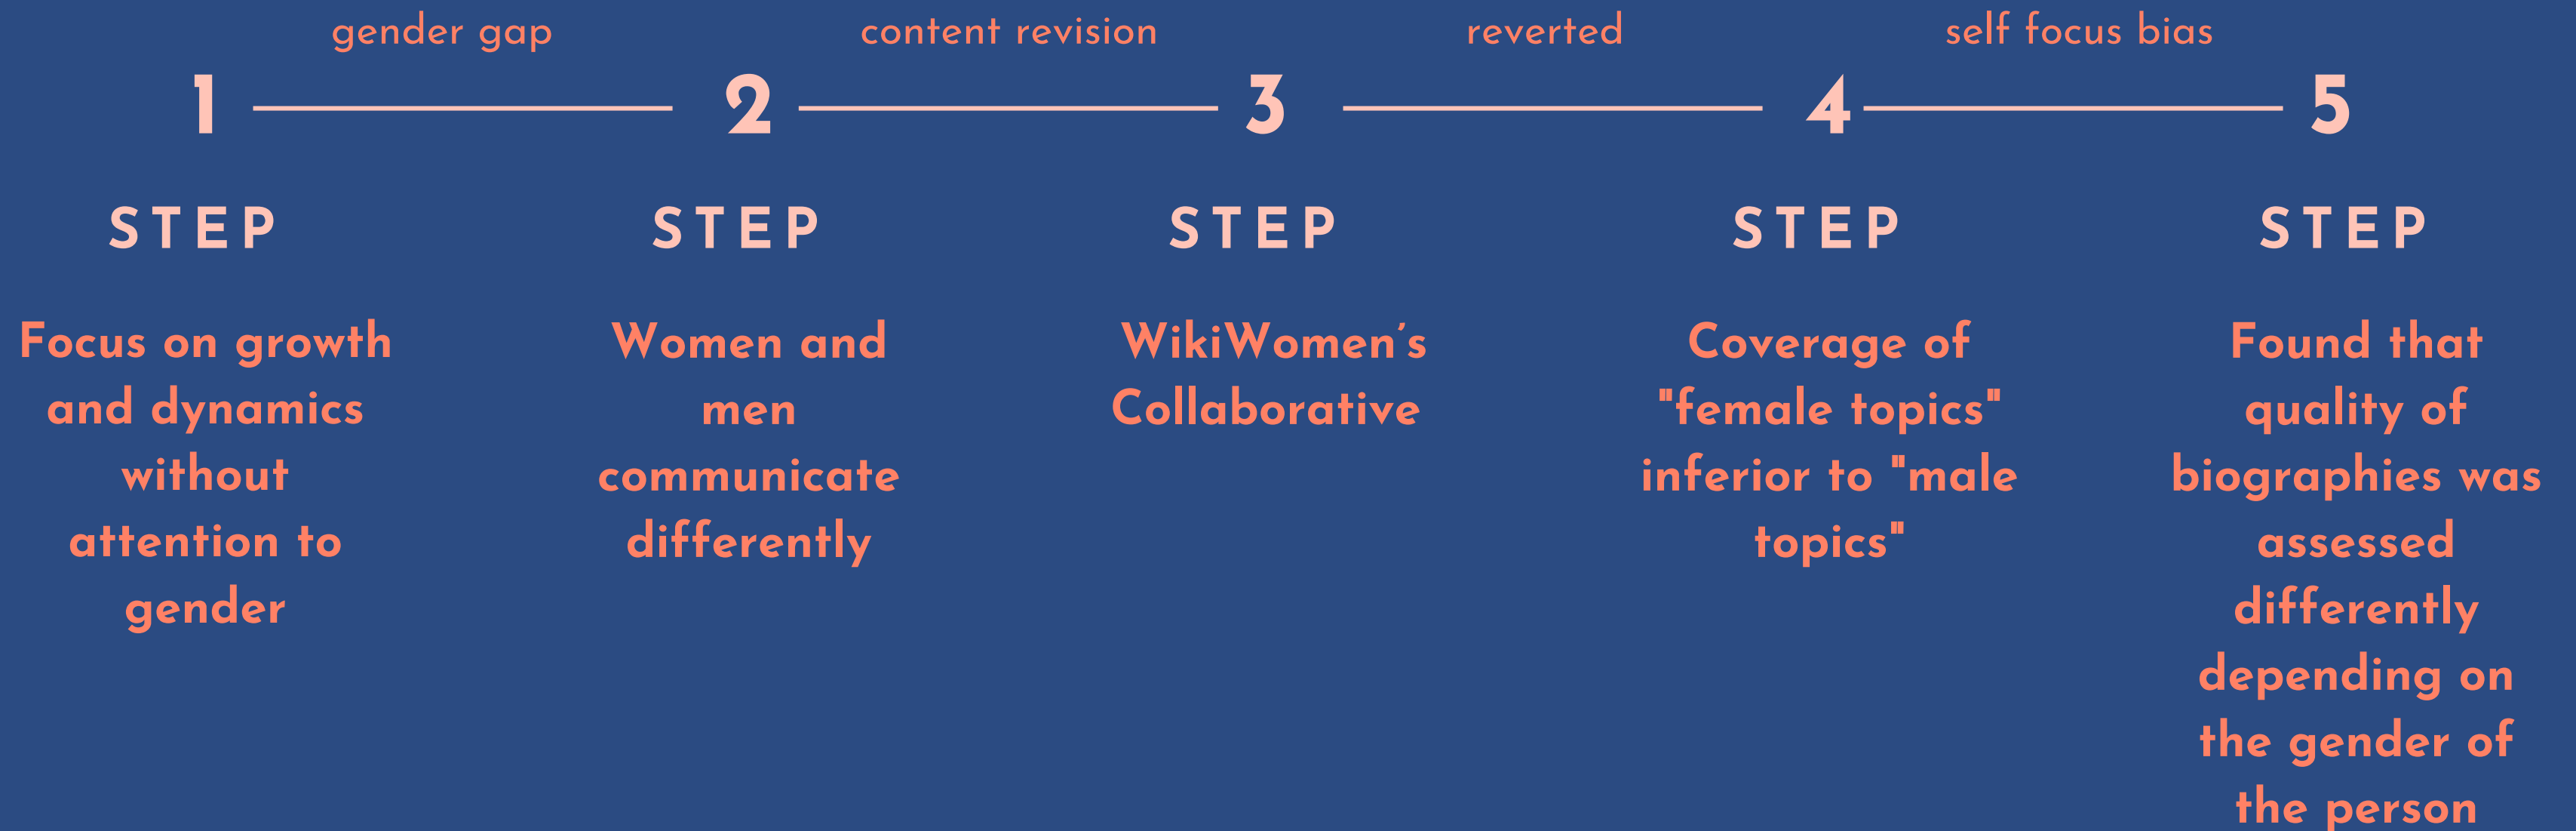 gender gap
content revision
reverted
self focus bias
1
2
3
4
5
STEP
STEP
STEP
STEP
STEP
Focus on growth
and dynamics
without
attention to
gender
Women and
men
communicate
differently
WikiWomen’s
Collaborative
Coverage of
"female topics"
inferior to "male
topics"
Found that
quality of
biographies was
assessed
differently
depending on
the gender of
the person